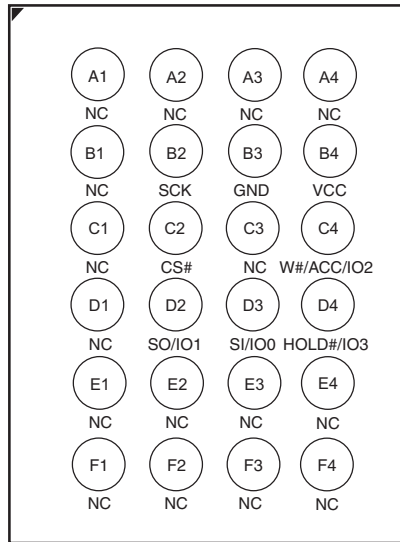 A1 A2 A3 A4
NC NC NC NC
B1 B2 B3 B4
NC SCK GND VCC
C1 C2 C3 C4
NC CS# NC W#/ACC/IO2
D1 D2 D3 D4
NC SO/IO1 SI/IO0 HOLD#/IO3
E1 E2 E3 E4
NC NC NC NC
F1 F2 F3 F4
NC NC NC NC